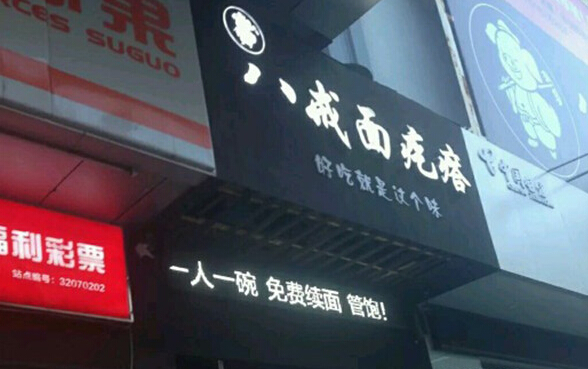 RCES SUGUO
八戒面疙瘩
好吃就是这个味
福利彩票
站点编号：32070202
一人一碗 免费续面 管饱！